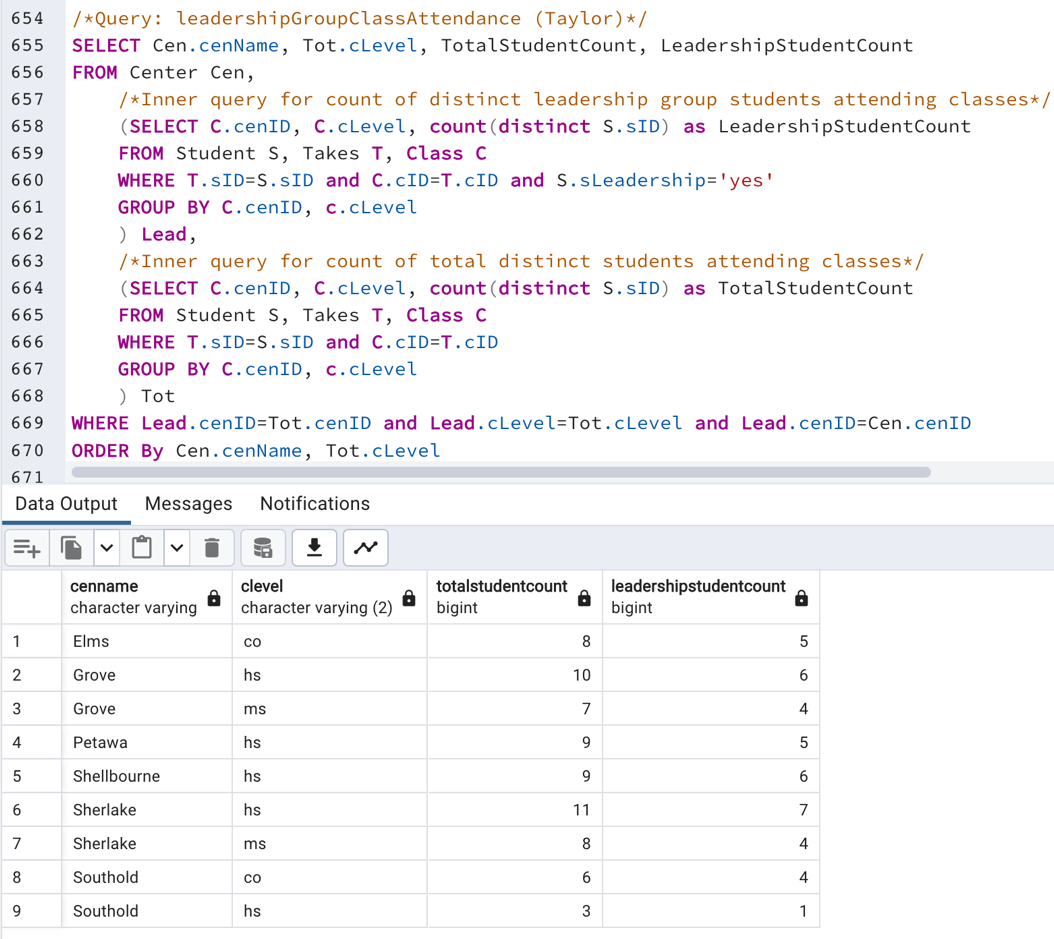 654 /*Query: leadershipGroupClassAttendance (Taylor)*/
655 SELECT Cen.cenName, Tot.cLevel, TotalStudentCount, LeadershipStudentCount
656 FROM Center Cen,
657 /*Inner query for count of distinct leadership group students attending classes*/
658 (SELECT C.cenID, C.cLevel, count(distinct S.sID) as LeadershipStudentCount
659 FROM Student S, Takes T, Class C
660 WHERE T.sID=S.sID and C.cID=T.cID and S.sLeadership='yes'
661 GROUP BY C.cenID, c.cLevel
662 ) Lead,
663 /*Inner query for count of total distinct students attending classes*/
664 (SELECT C.cenID, C.cLevel, count(distinct S.sID) as TotalStudentCount
665 FROM Student S, Takes T, Class C
666 WHERE T.sID=S.sID and C.cID=T.cID
667 GROUP BY C.cenID, c.cLevel
668 ) Tot
669 WHERE Lead.cenID=Tot.cenID and Lead.cLevel=Tot.cLevel and Lead.cenID=Cen.cenID
670 ORDER By Cen.cenName, Tot.cLevel
671
Data Output Messages Notifications
cenname clevel totalstudentcount leadershipstudentcount
character varying character varying (2) bigint bigint
1 Elms co 8 5
2 Grove hs 10 6
3 Grove ms 7 4
4 Petawa hs 9 5
5 Shellbourne hs 9 6
6 Sherlake hs 11 7
7 Sherlake ms 8 4
8 Southold co 6 4
9 Southold hs 3 1